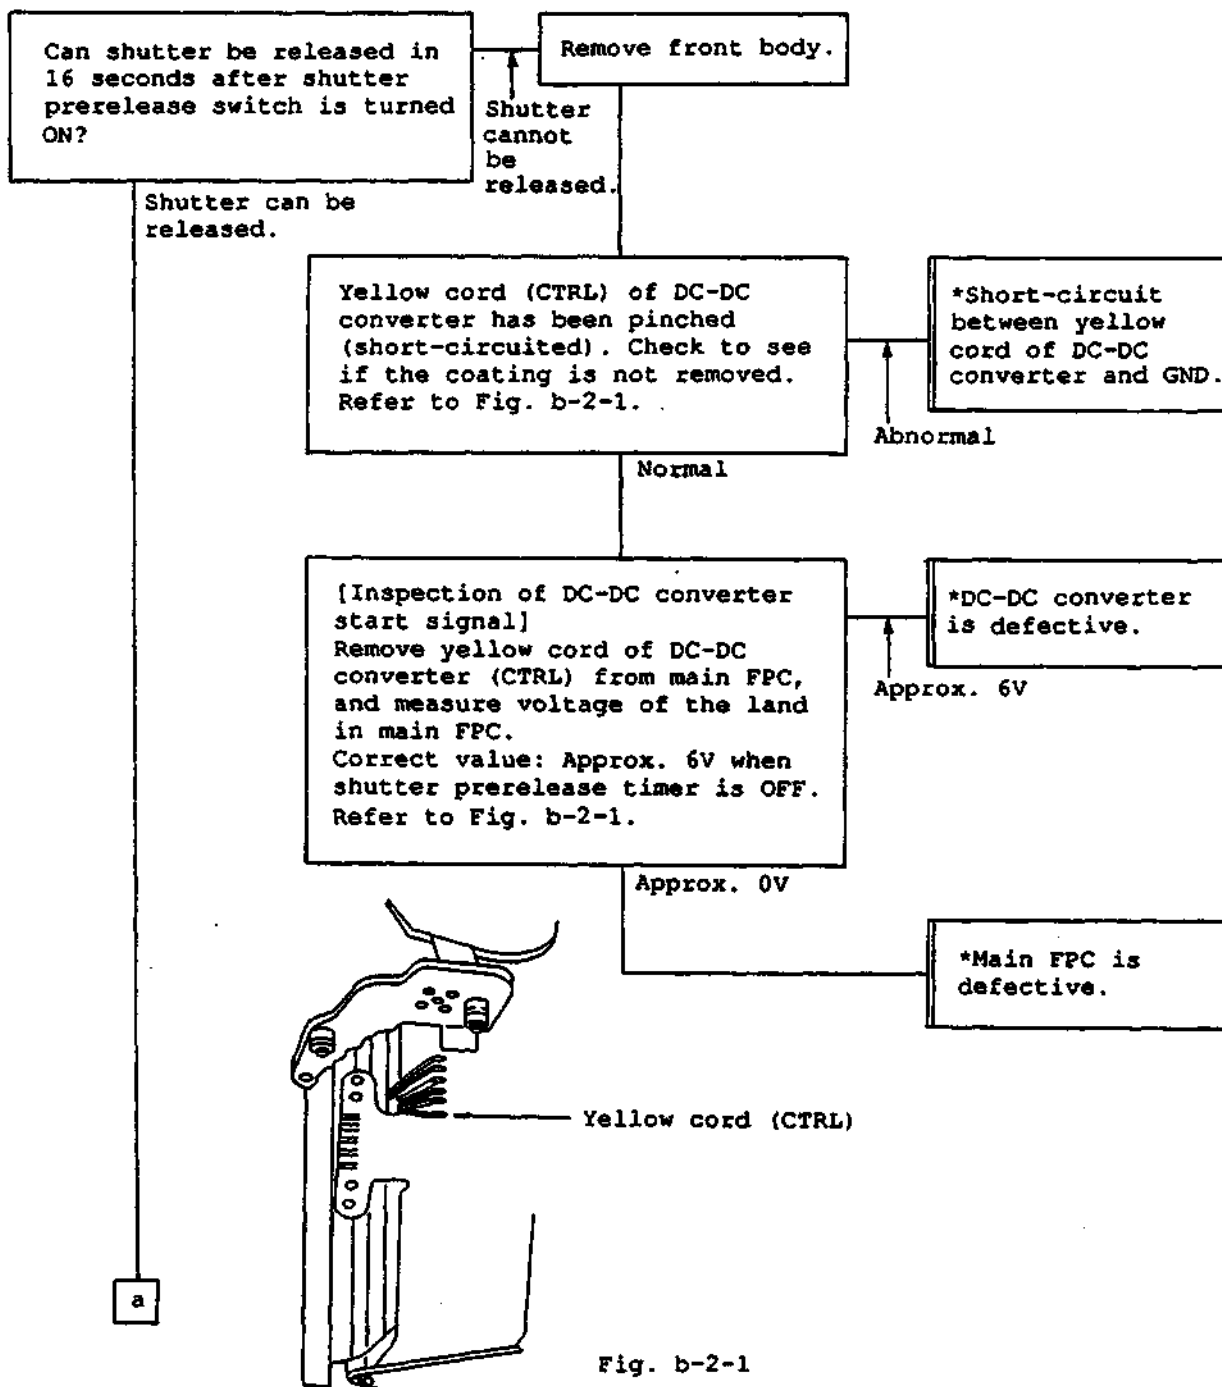 Can shutter be released in
16 seconds after shutter
prerelease switch is turned
ON?
Remove front body.
Shutter
cannot
be
released.
Shutter can be
released.
Yellow cord (CTRL) of DC-DC
converter has been pinched
(short-circuited). Check to see
if the coating is not removed.
Refer to Fig. b-2-1.
*Short-circuit
between yellow
cord of DC-DC
converter and GND.
Abnormal
Normal
[Inspection of DC-DC converter
start signal]
Remove yellow cord of DC-DC
converter (CTRL) from main FPC,
and measure voltage of the land
in main FPC.
Correct value: Approx. 6V when
shutter prerelease timer is OFF.
Refer to Fig. b-2-1.
*DC-DC converter
is defective.
Approx. 6V
Approx. 0V
*Main FPC is
defective.
Yellow cord (CTRL)
a
Fig. b-2-1